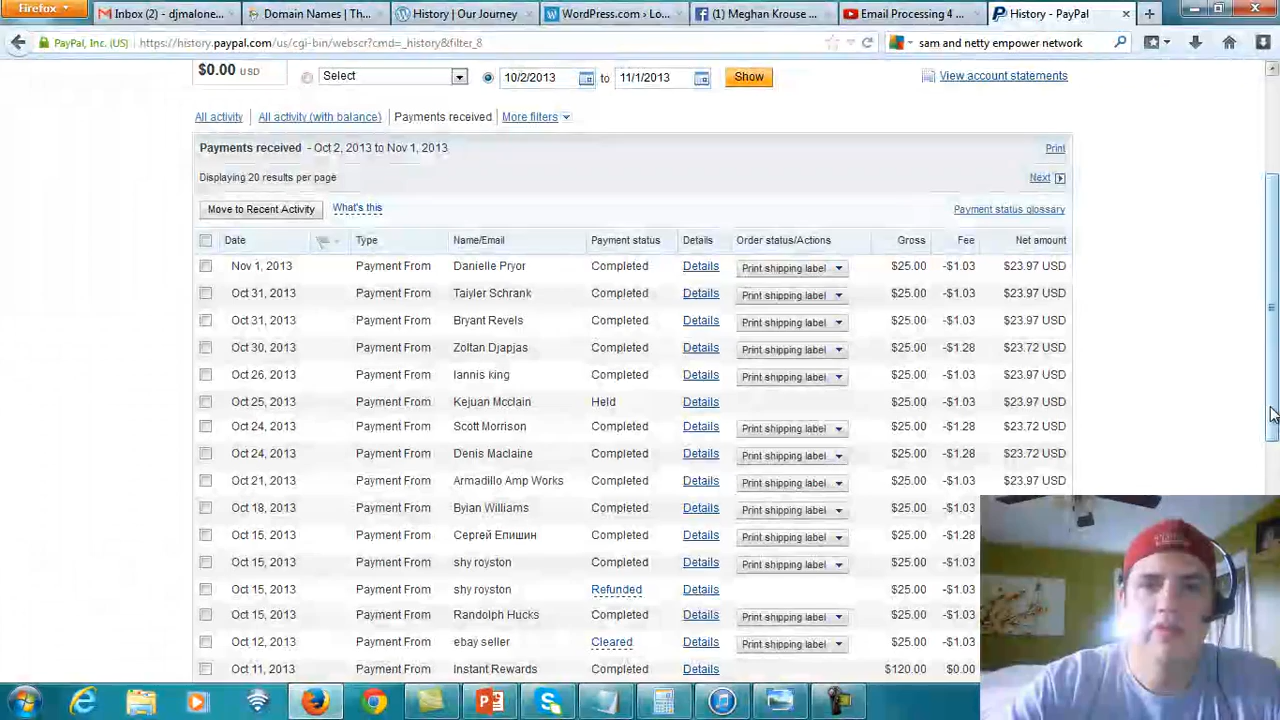 Firefox
Inbox (2) - djmalone... Domain Names | Th... History | Our Journey WordPress.com › Lo... (1) Meghan Krouse ... Email Processing 4 ... History - PayPal
PayPal, Inc. (US) https://history.paypal.com/us/cgi-bin/webscr?cmd=_history&filter_8 sam and netty empower network
$0.00 USD Select 10/2/2013 to 11/1/2013 Show View account statements
All activity All activity (with balance) Payments received More filters
Payments received - Oct 2, 2013 to Nov 1, 2013 Print
Displaying 20 results per page Next
Move to Recent Activity What's this Payment status glossary
Date Type Name/Email Payment status Details Order status/Actions Gross Fee Net amount
Nov 1, 2013 Payment From Danielle Pryor Completed Details Print shipping label $25.00 -$1.03 $23.97 USD
Oct 31, 2013 Payment From Taiyler Schrank Completed Details Print shipping label $25.00 -$1.03 $23.97 USD
Oct 31, 2013 Payment From Bryant Revels Completed Details Print shipping label $25.00 -$1.03 $23.97 USD
Oct 30, 2013 Payment From Zoltan Djapjas Completed Details Print shipping label $25.00 -$1.28 $23.72 USD
Oct 26, 2013 Payment From Iannis king Completed Details Print shipping label $25.00 -$1.03 $23.97 USD
Oct 25, 2013 Payment From Kejuan Mcclain Held Details $25.00 -$1.03 $23.97 USD
Oct 24, 2013 Payment From Scott Morrison Completed Details Print shipping label $25.00 -$1.28 $23.72 USD
Oct 24, 2013 Payment From Denis Maclaine Completed Details Print shipping label $25.00 -$1.28 $23.72 USD
Oct 21, 2013 Payment From Armadillo Amp Works Completed Details Print shipping label $25.00 -$1.03 $23.97 USD
Oct 18, 2013 Payment From Byian Williams Completed Details Print shipping label $25.00 -$1.03
Oct 15, 2013 Payment From Сергей Епишин Completed Details Print shipping label $25.00 -$1.28
Oct 15, 2013 Payment From shy royston Completed Details Print shipping label $25.00 -$1.03
Oct 15, 2013 Payment From shy royston Refunded Details $25.00 -$1.03
Oct 15, 2013 Payment From Randolph Hucks Completed Details Print shipping label $25.00 -$1.03
Oct 12, 2013 Payment From ebay seller Cleared Details Print shipping label $25.00 -$1.03
Oct 11, 2013 Payment From Instant Rewards Completed Details $120.00 $0.00